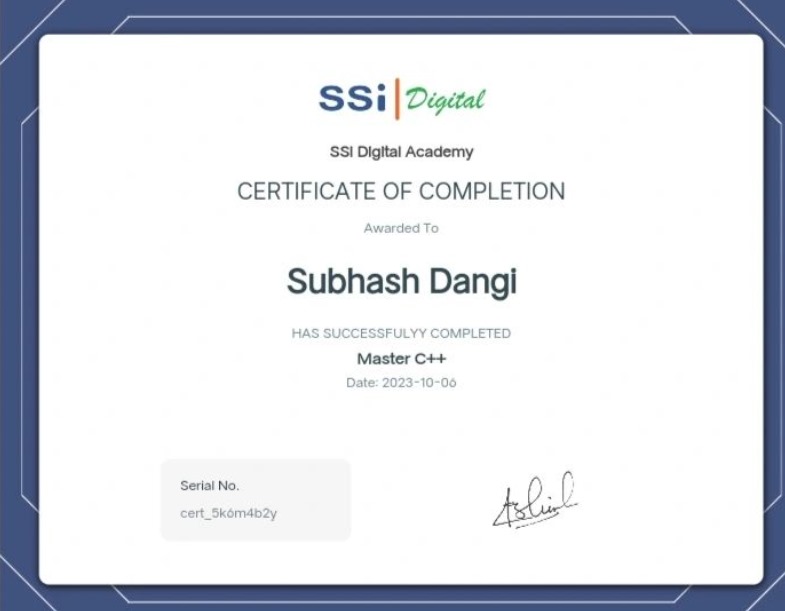 SSi Digital
SSI Digital Academy
CERTIFICATE OF COMPLETION
Awarded To
Subhash Dangi
HAS SUCCESSFULYY COMPLETED
Master C++
Date: 2023-10-06
Serial No.
cert_5k6m4b2y